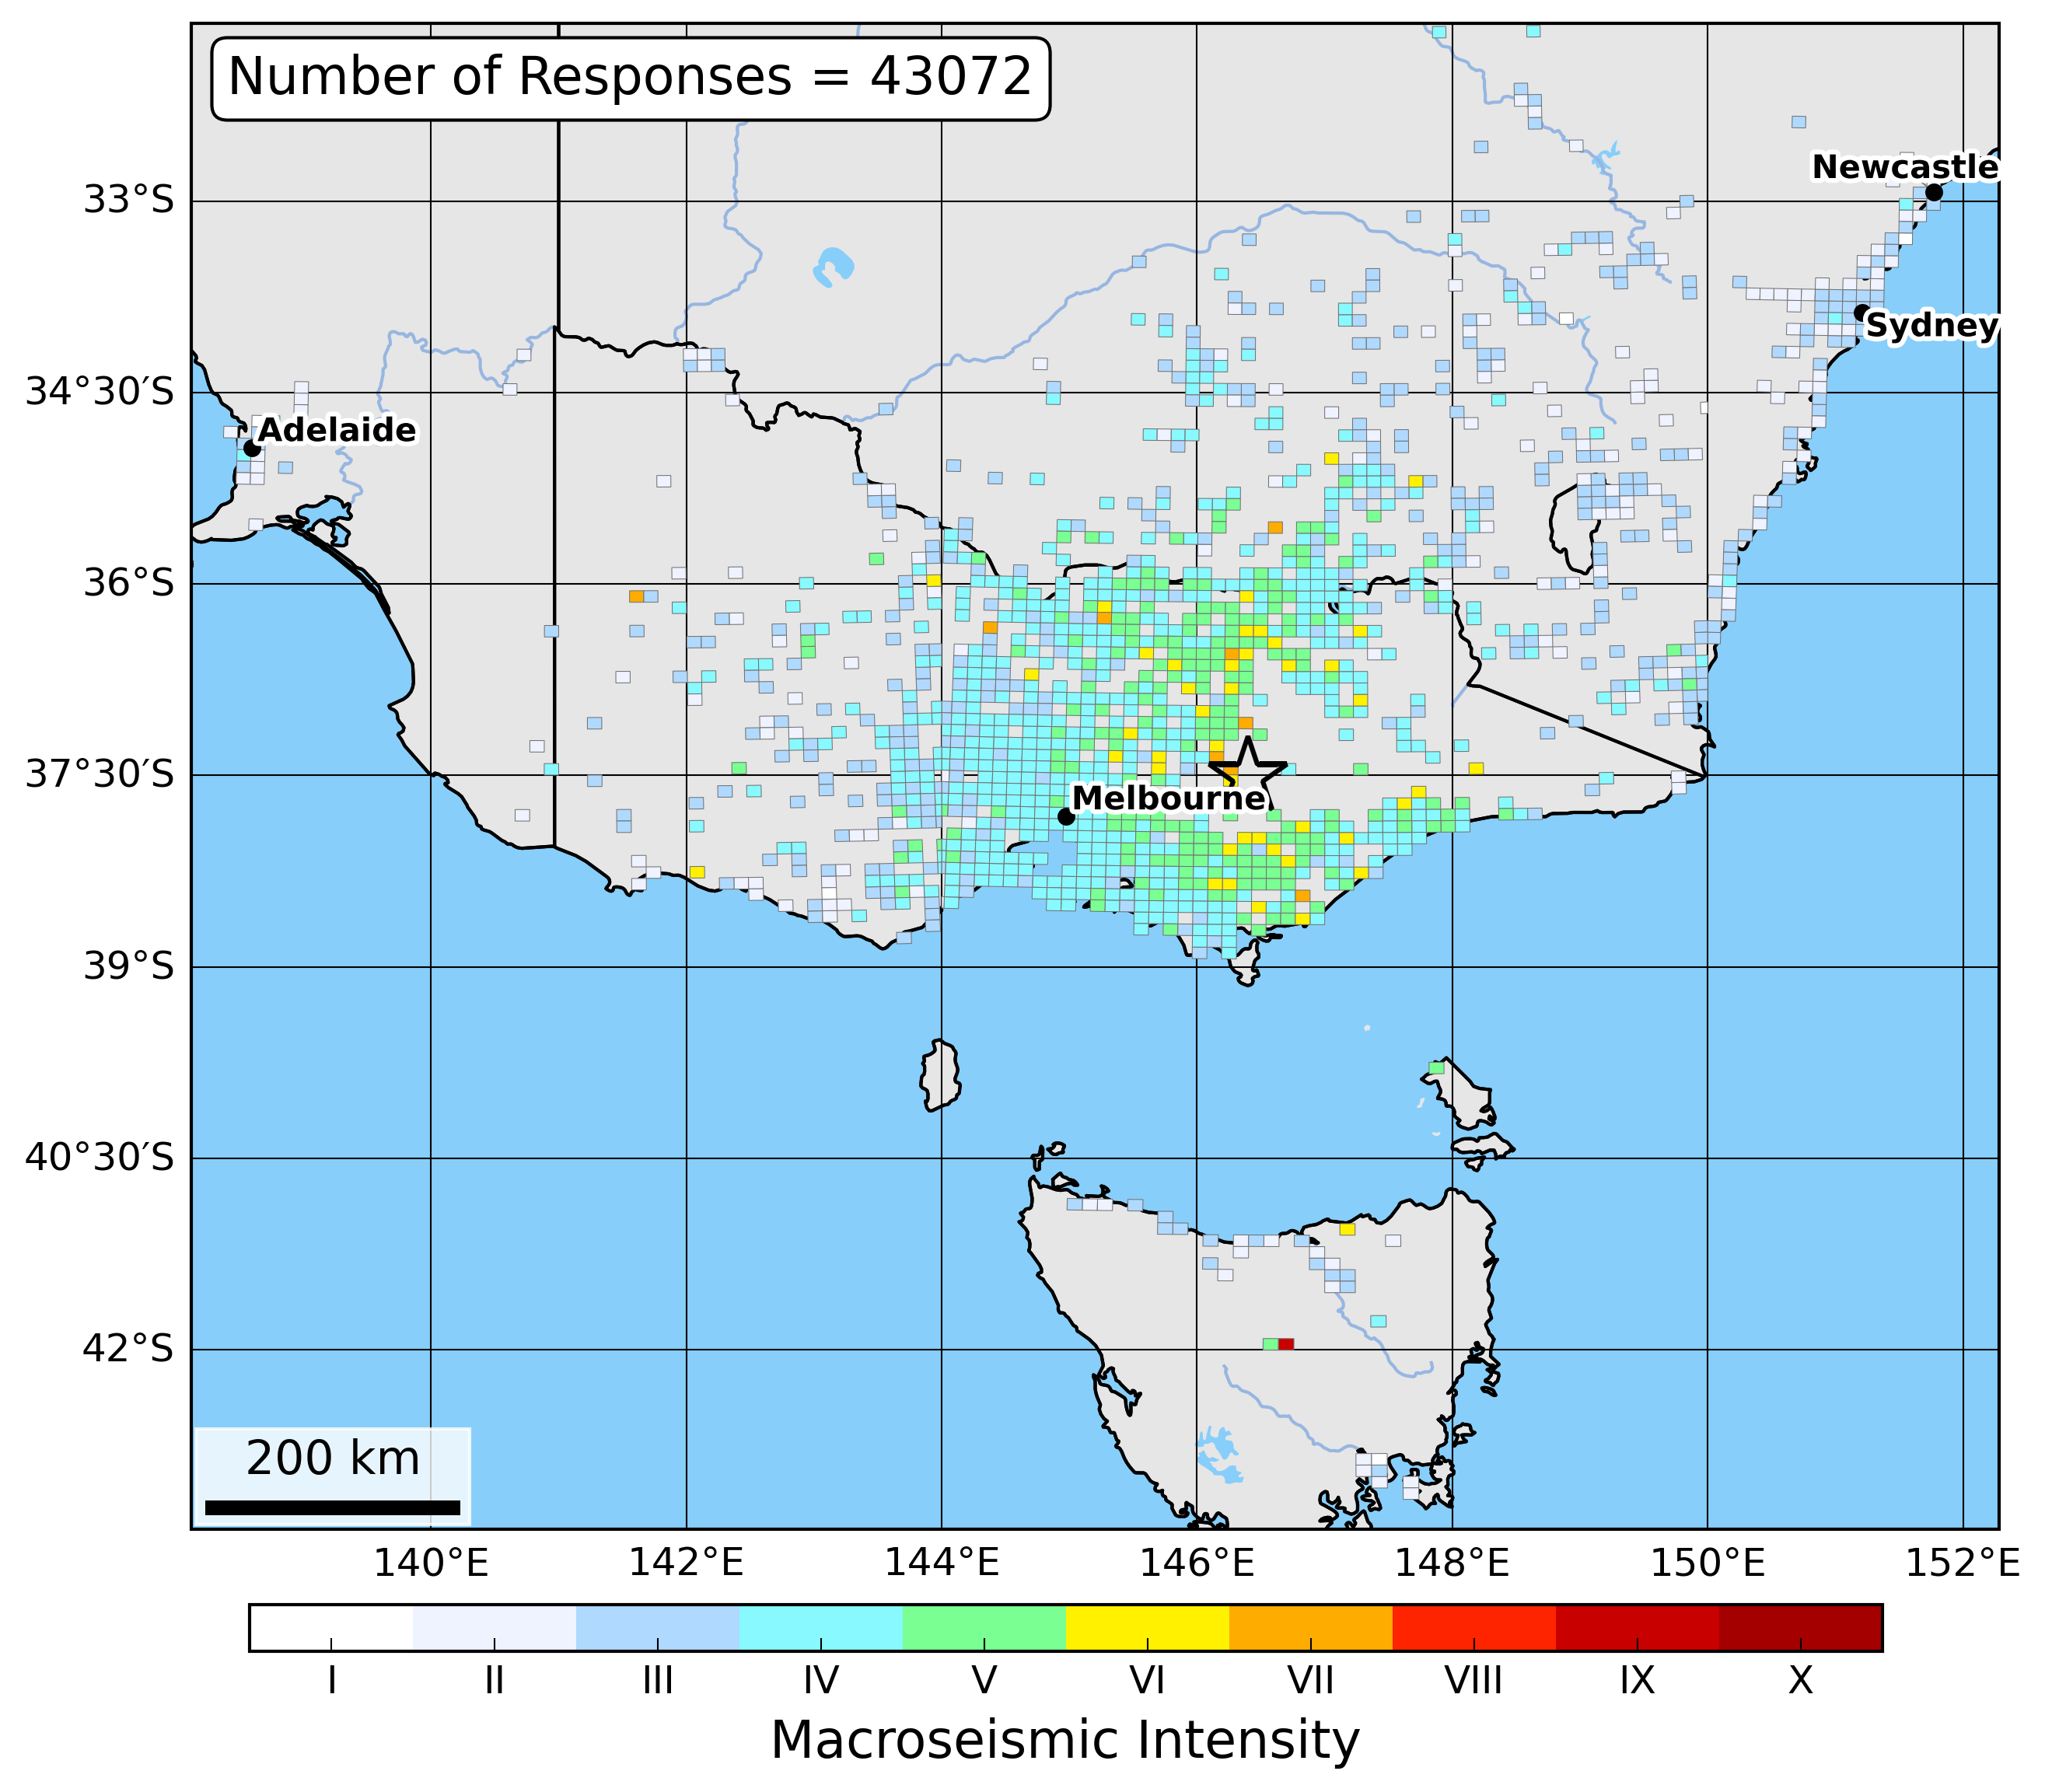 Number of Responses = 43072
Newcastle
33°S
Sydney
34°30′S
Adelaide
36°S
37°30′S
Melbourne
39°S
40°30′S
42°S
200 km
140°E 142°E 144°E 146°E 148°E 150°E 152°E
I II III IV V VI VII VIII IX X
Macroseismic Intensity